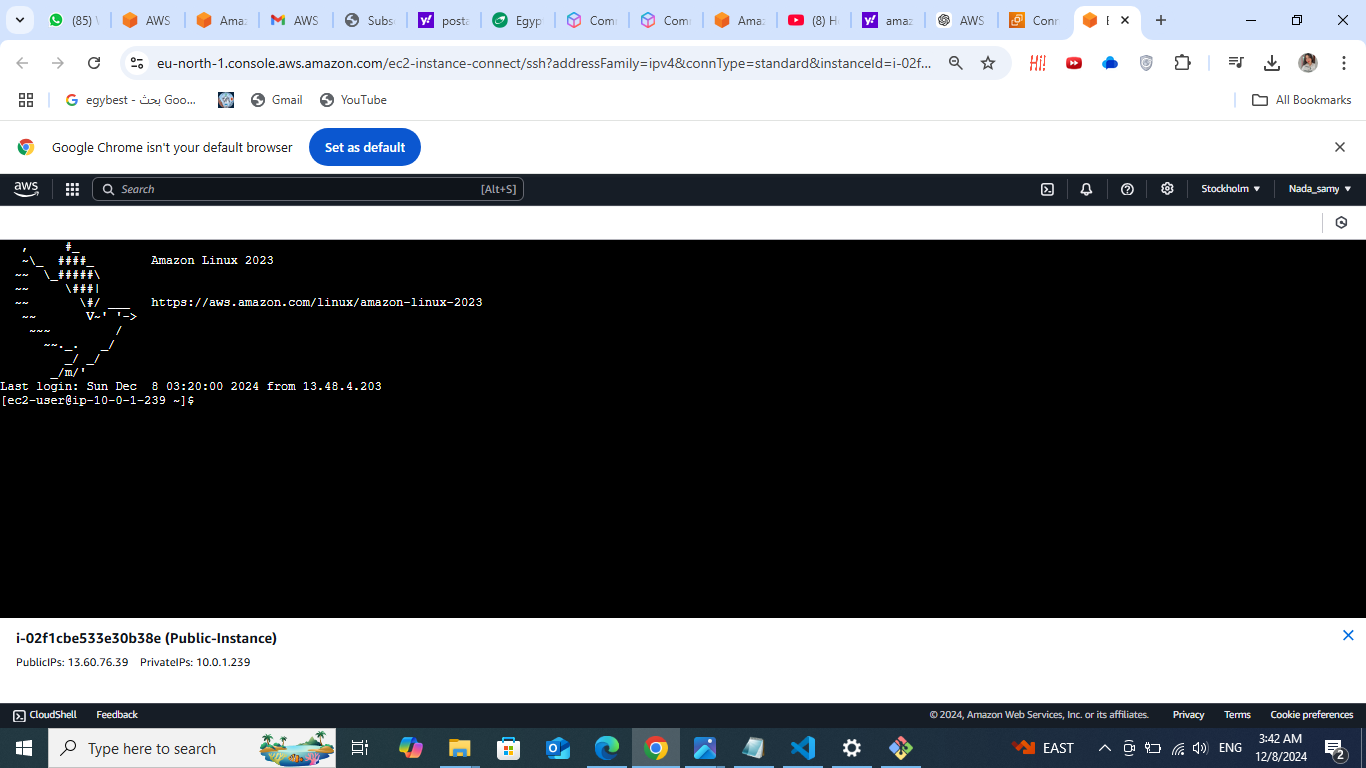 (85) W
AWS
Amaz
AWS
Subs
posta
Egyp
Com
Com
Amaz
(8) H
amaz
AWS
Conn
E
eu-north-1.console.aws.amazon.com/ec2-instance-connect/ssh?addressFamily=ipv4&connType=standard&instanceId=i-02f...
Hi!
egybest - بحث Goo...
Gmail
YouTube
All Bookmarks
Google Chrome isn't your default browser
Set as default
aws
Search
[Alt+S]
Stockholm
Nada_samy
   ,     #_
   ~\_  ####_        Amazon Linux 2023
  ~~  \_#####\
  ~~     \###|
  ~~       \#/ ___   https://aws.amazon.com/linux/amazon-linux-2023
   ~~       V~' '->
    ~~~         /
      ~~._.   _/
         _/ _/
       _/m/'
Last login: Sun Dec  8 03:20:00 2024 from 13.48.4.203
[ec2-user@ip-10-0-1-239 ~]$
i-02f1cbe533e30b38e (Public-Instance)
PublicIPs: 13.60.76.39 PrivateIPs: 10.0.1.239
CloudShell
Feedback
© 2024, Amazon Web Services, Inc. or its affiliates.
Privacy
Terms
Cookie preferences
Type here to search
EAST
ENG
3:42 AM
12/8/2024
2